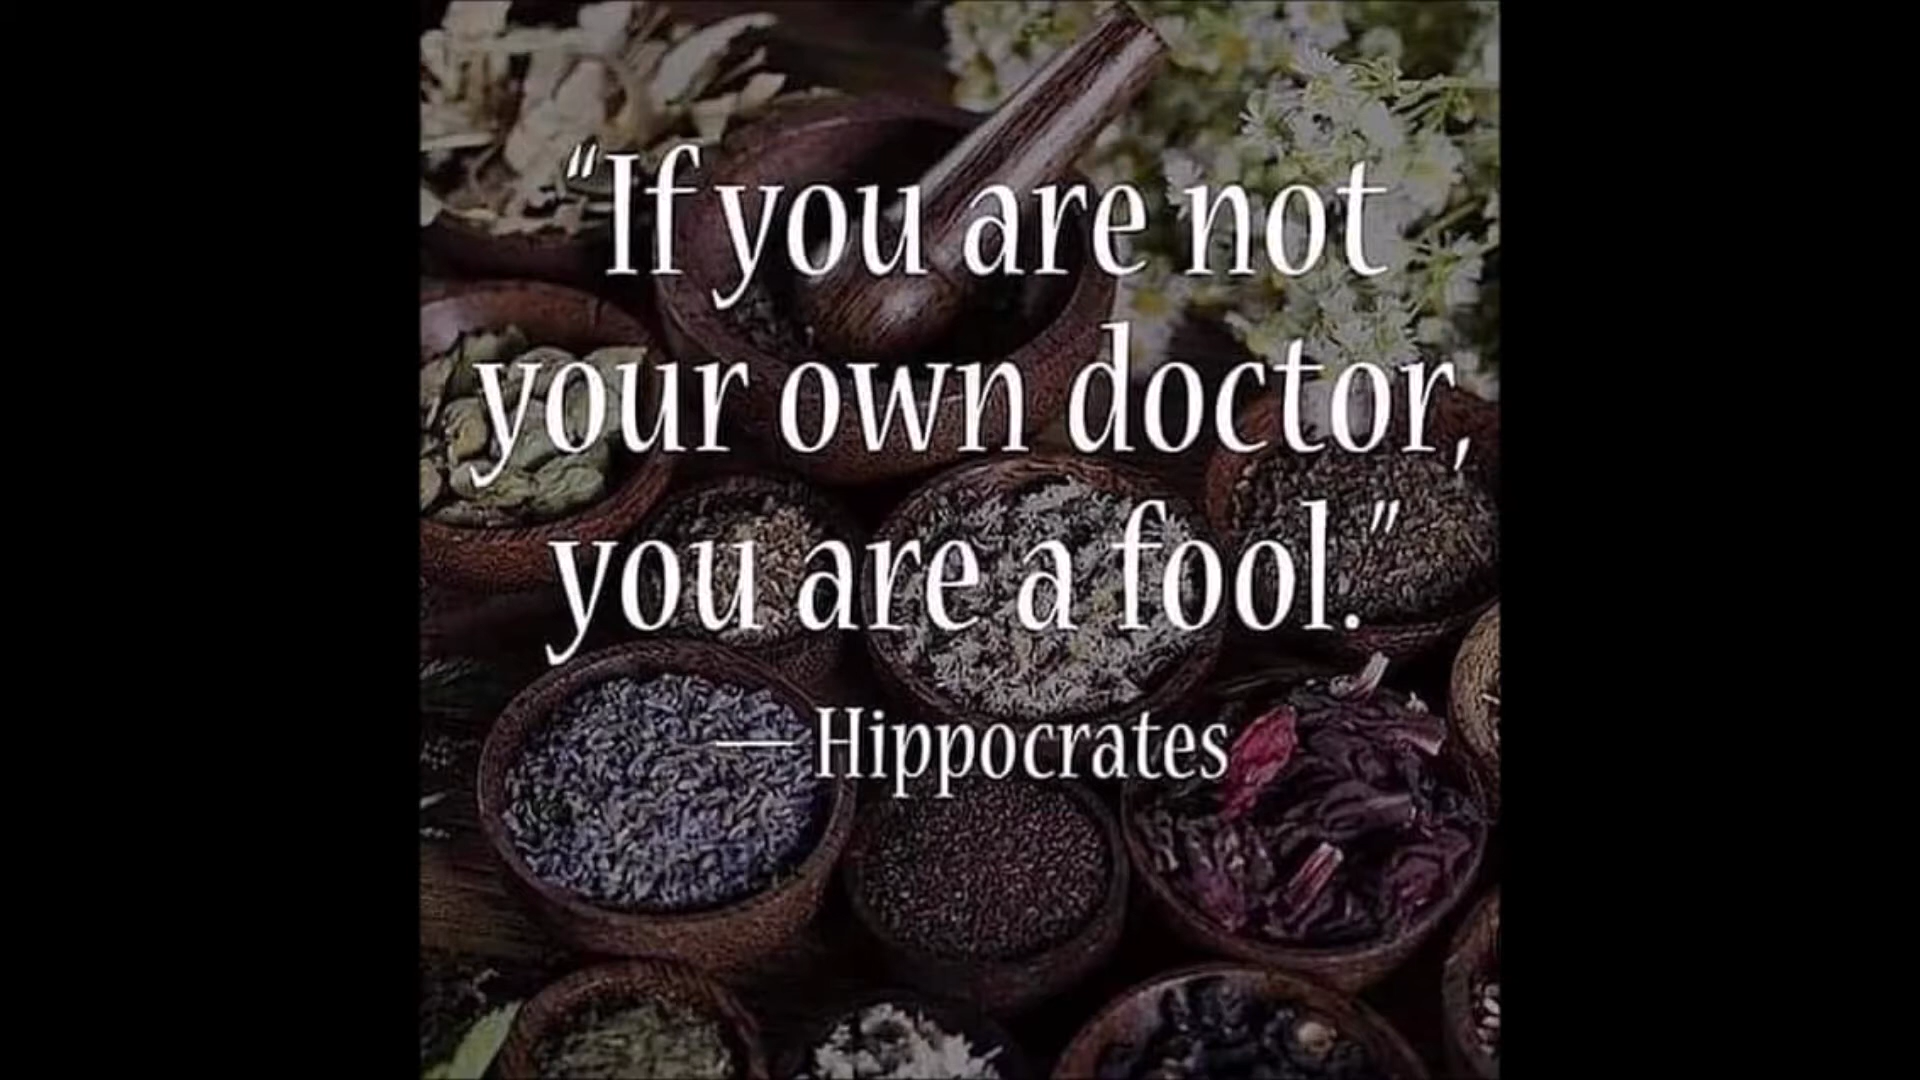 “If you are not
your own doctor,
you are a fool.”
— Hippocrates